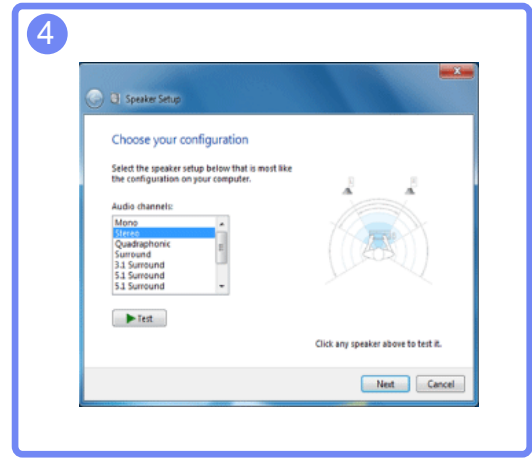 4
Speaker Setup
Choose your configuration
Select the speaker setup below that is most like
the configuration on your computer.
Audio channels:
Mono
Stereo
Quadraphonic
Surround
3.1 Surround
5.1 Surround
5.1 Surround
Test
Click any speaker above to test it.
Next
Cancel